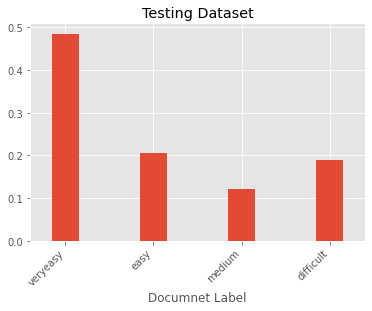 Testing Dataset
0.5
0.4
0.3
0.2
0.1
0.0
veryeasy
easy
medium
difficult
Documnet Label